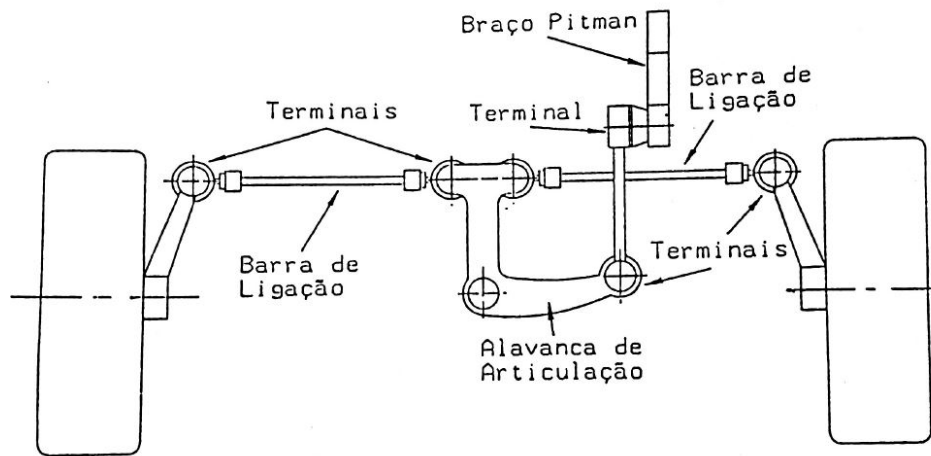 Braço Pitman
Barra de
Ligação
Terminais
Terminal
Terminais
Barra de
Ligação
Alavanca de
Articulação